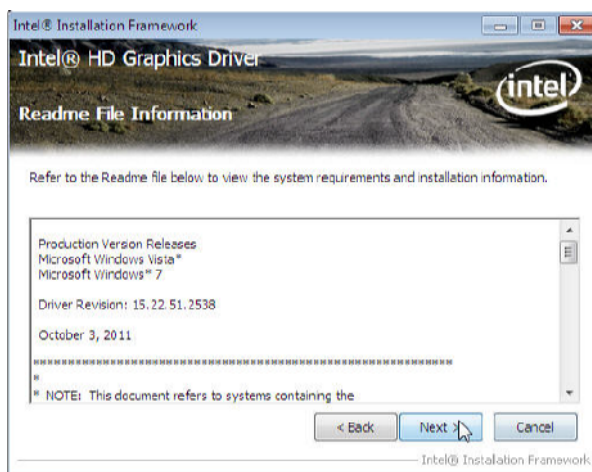 Intel® Installation Framework
Intel® HD Graphics Driver
intel
Readme File Information
Refer to the Readme file below to view the system requirements and installation information.
Production Version Releases
Microsoft Windows Vista*
Microsoft Windows* 7
Driver Revision: 15.22.51.2538
October 3, 2011
********************************************************************
*
* NOTE: This document refers to systems containing the
< Back
Next >
Cancel
Intel® Installation Framework